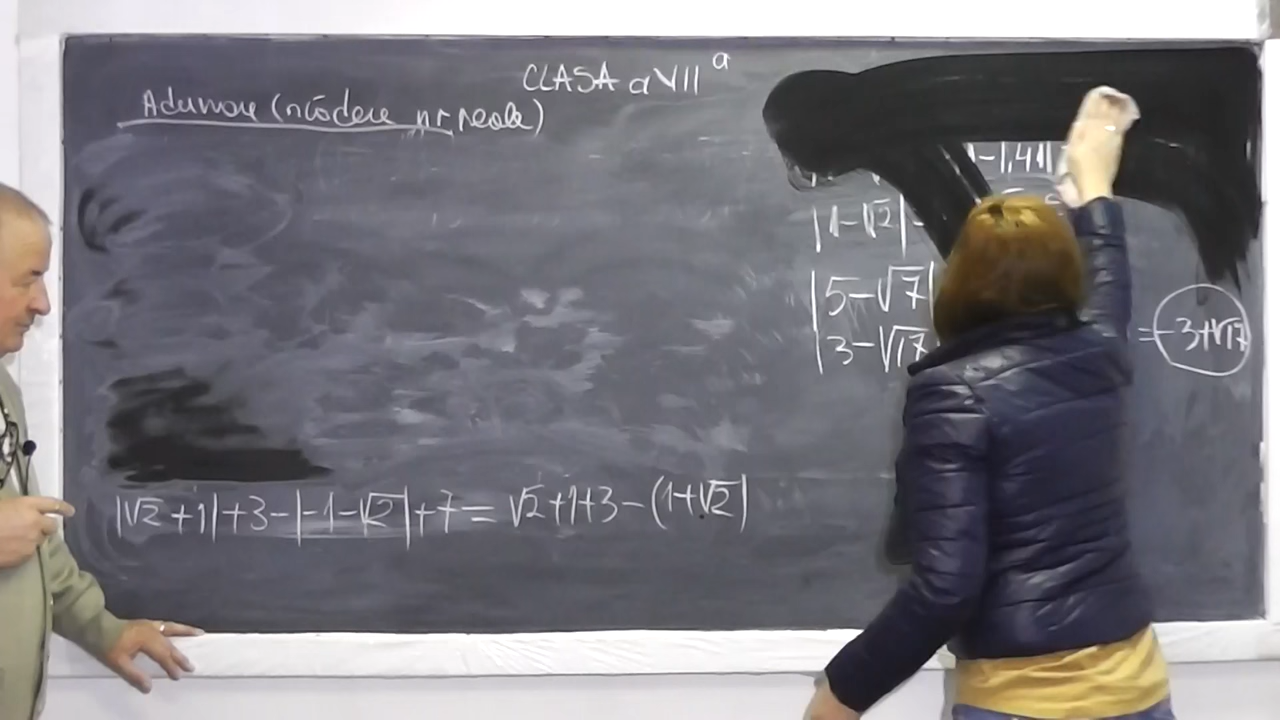 CLASA a VII a
Adunare (scădere nr. reale)
-1,41|
|1-√2|-
|5-√7|
|3-√17 = -3+√17
|√2+1|+3-|-1-√2|+7= √2+1+3-(1+√2|